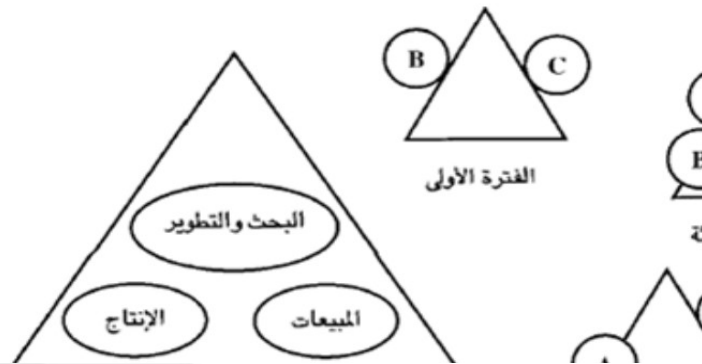 B
C
الفترة الأولى
البحث والتطوير
المبيعات
الإنتاج